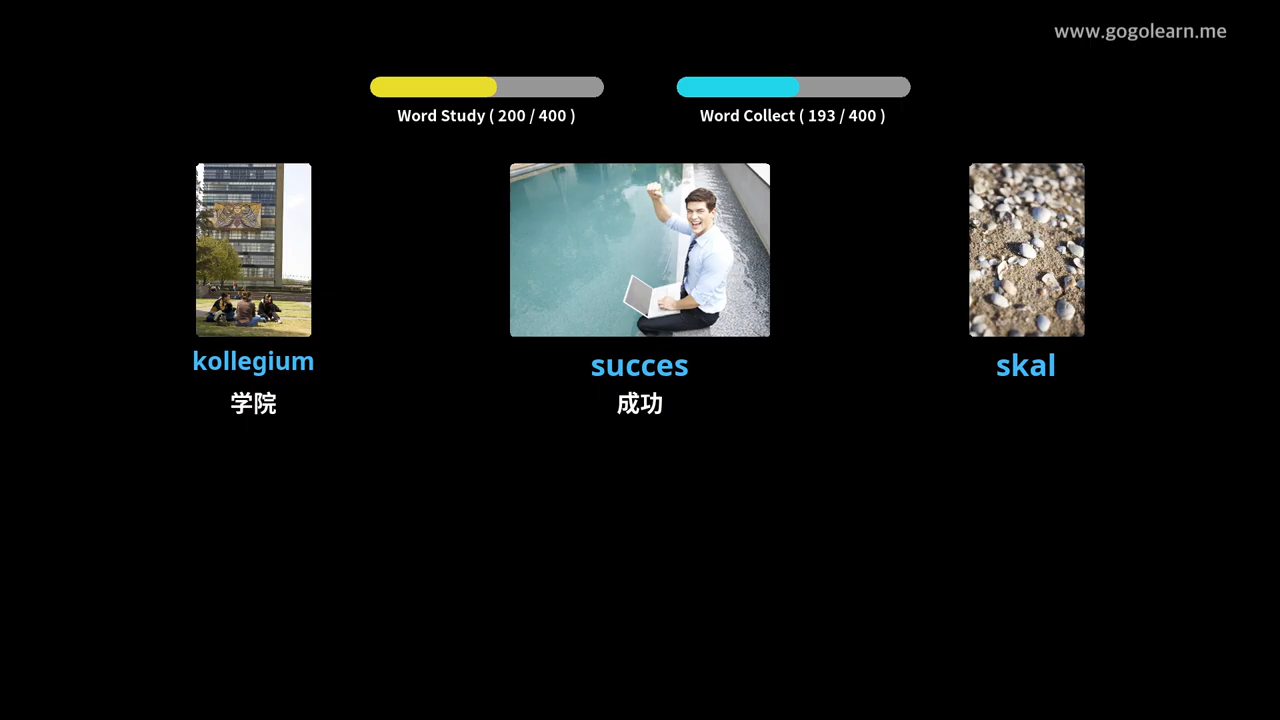 www.gogolearn.me
Word Study ( 200 / 400 )
Word Collect ( 193 / 400 )
kollegium
学院
succes
成功
skal